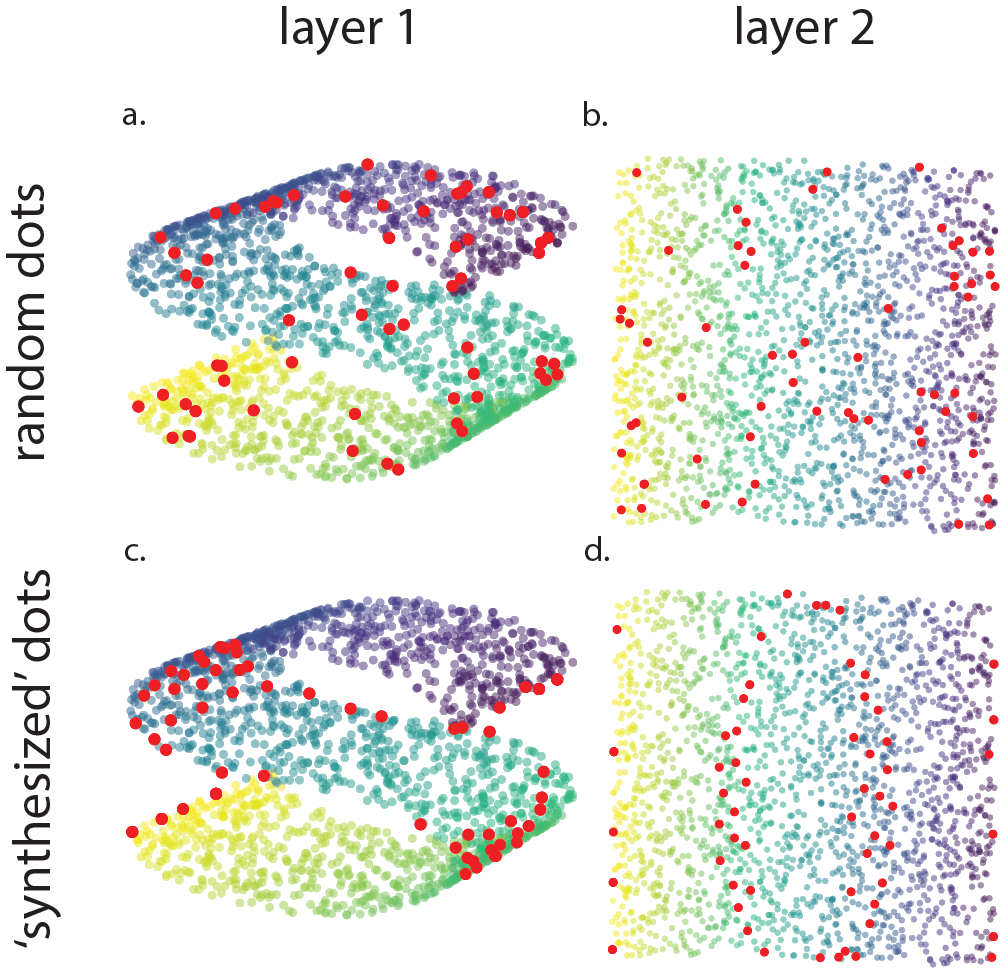 layer 1
layer 2
a.
b.
random dots
c.
d.
'synthesized' dots